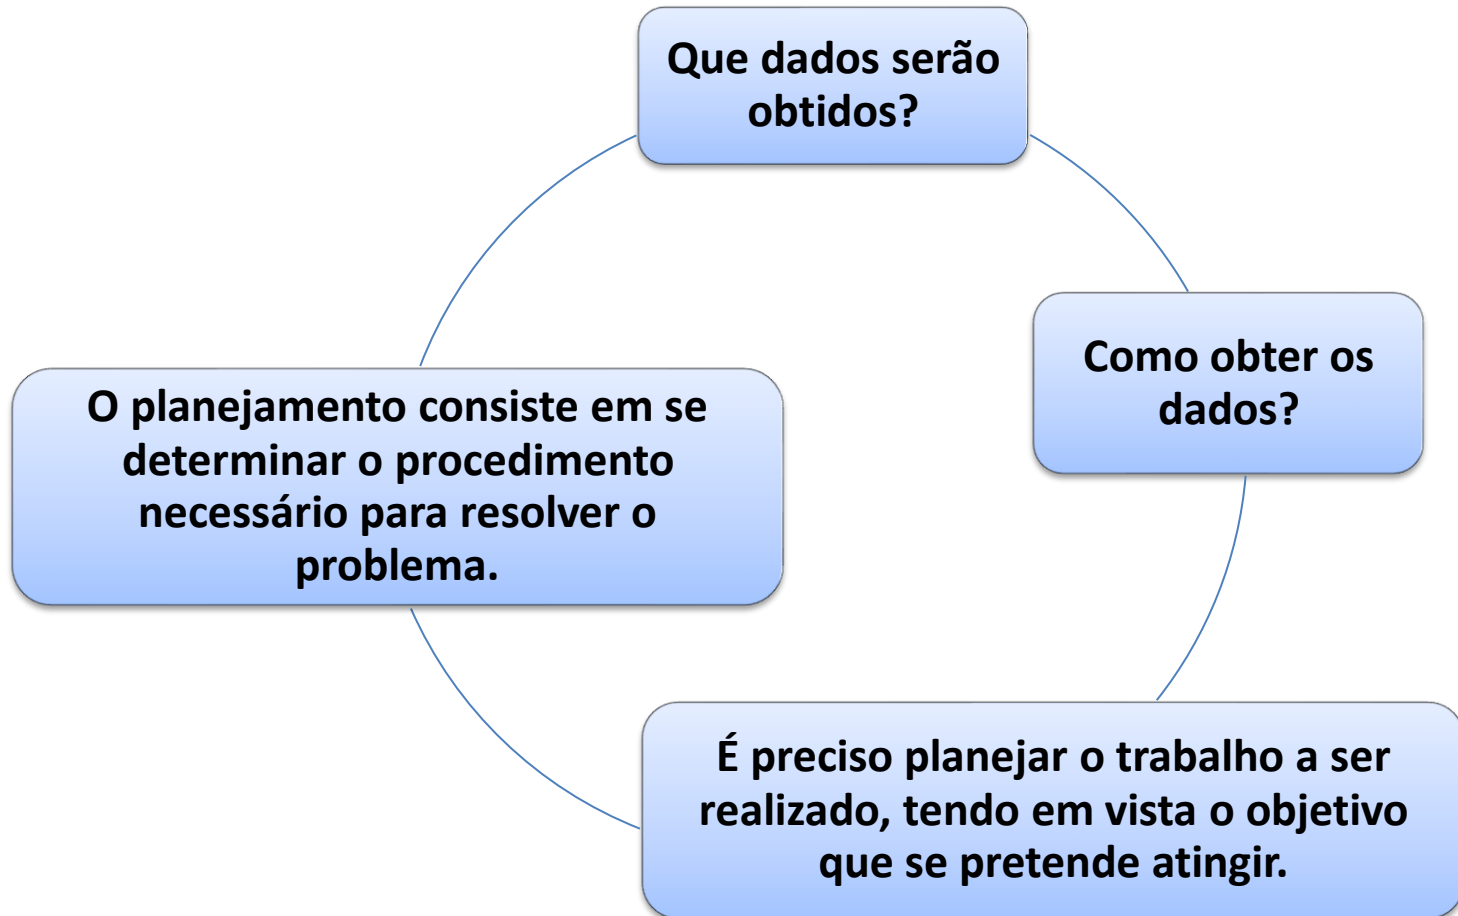 Que dados serão
obtidos?
Como obter os
dados?
É preciso planejar o trabalho a ser
realizado, tendo em vista o objetivo
que se pretende atingir.
O planejamento consiste em se
determinar o procedimento
necessário para resolver o
problema.